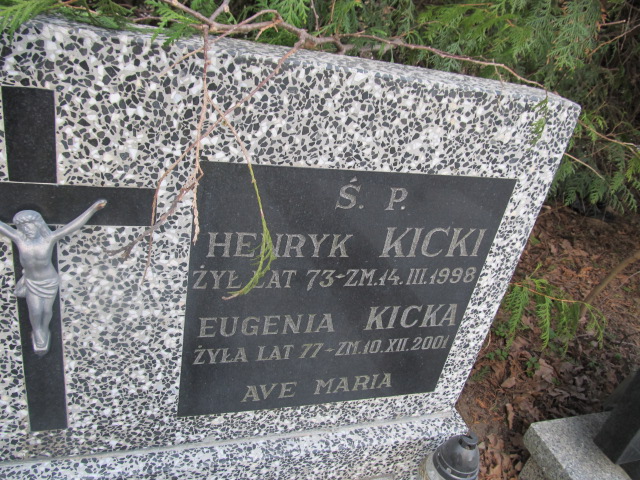 Ś. P.
HENRYK KICKI
ŻYŁ LAT 73-ZM.14.III.1998
EUGENIA KICKA
ŻYŁA LAT 77-ZM.10.XII.2001
AVE MARIA